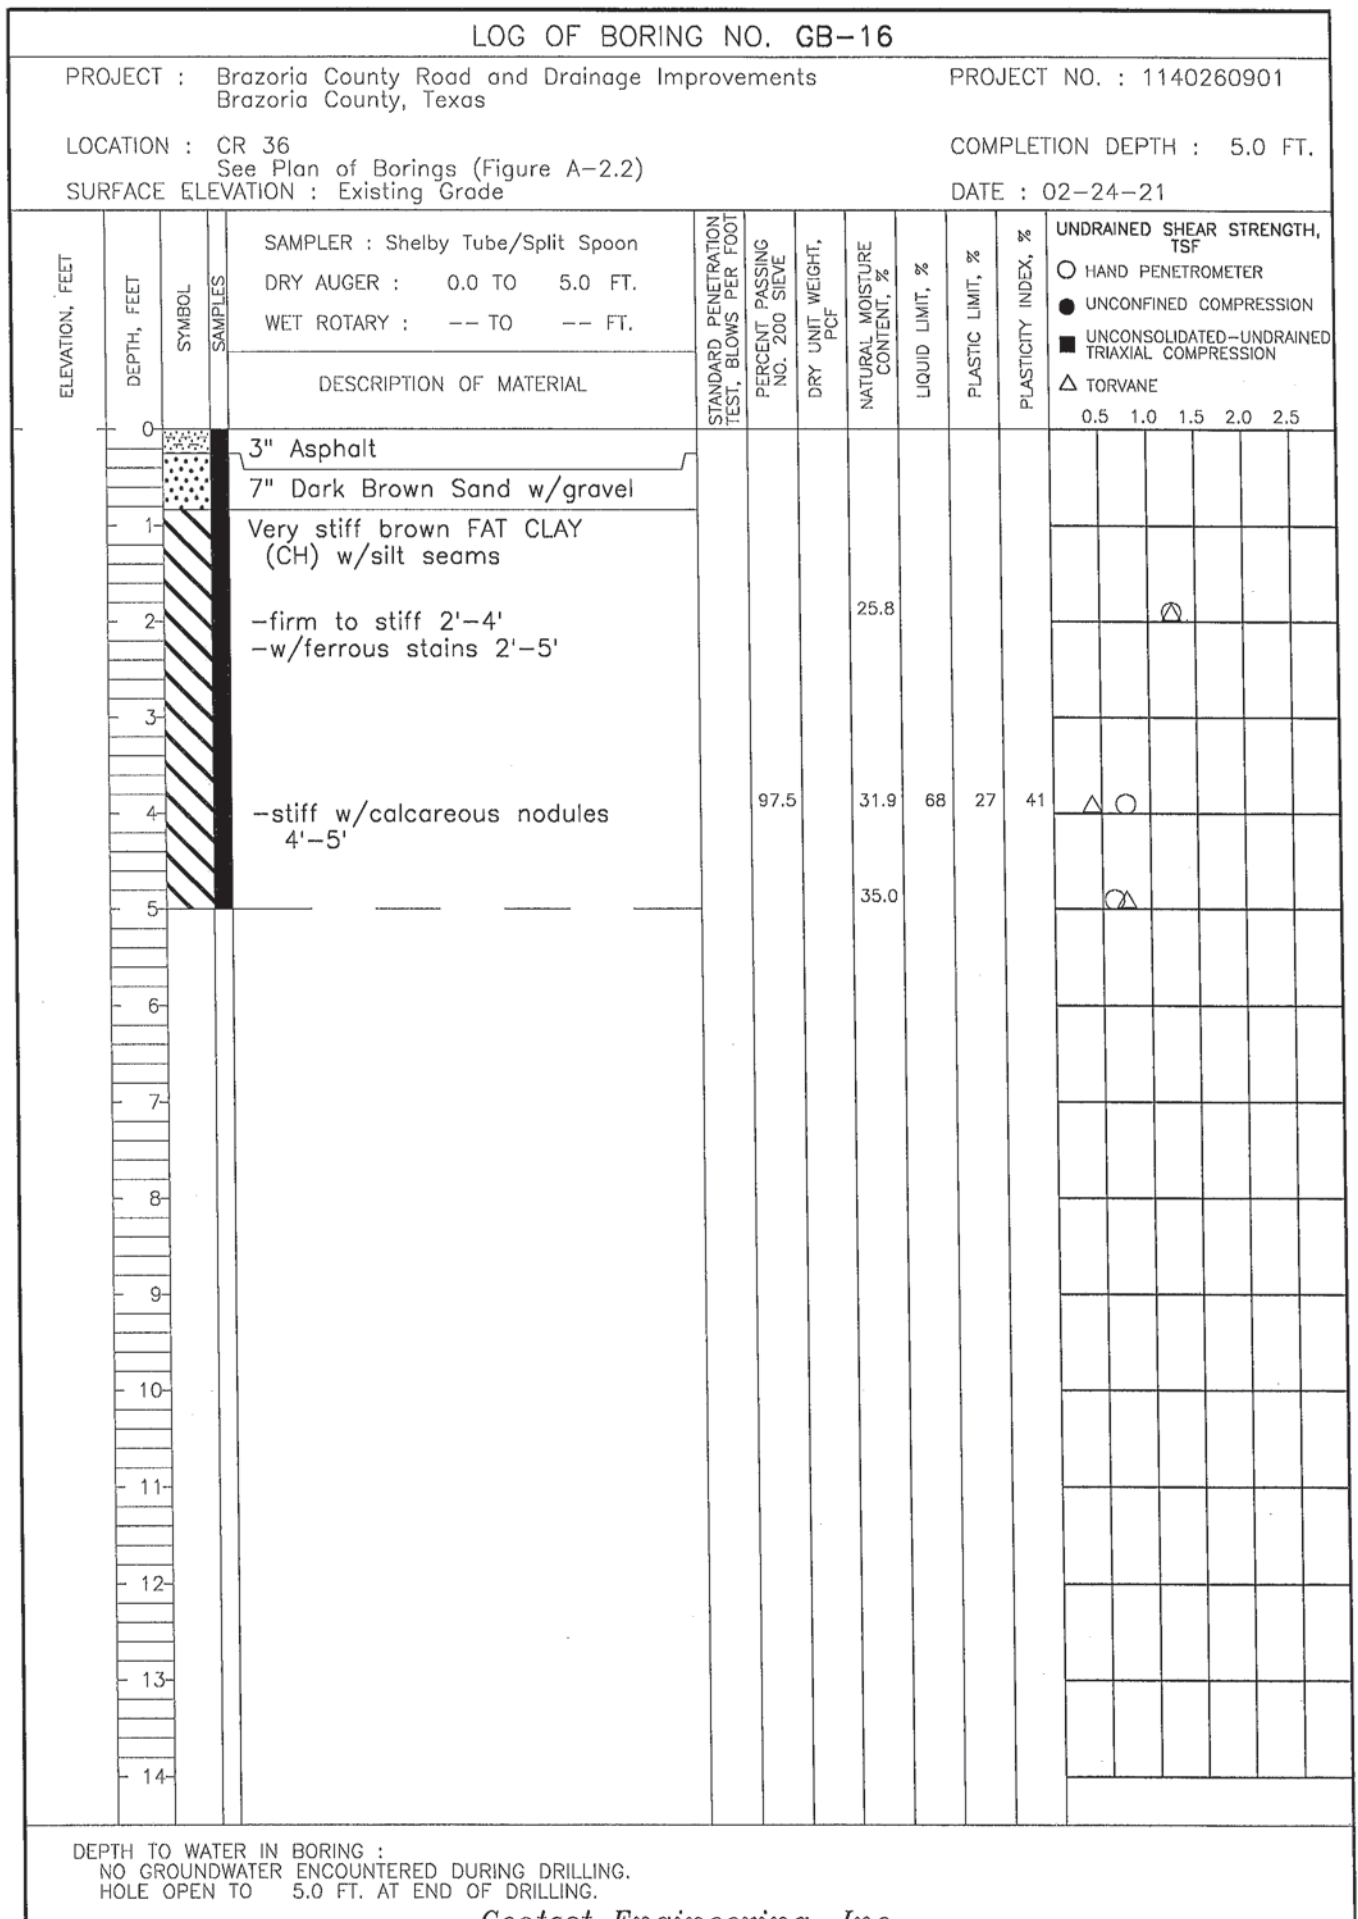 LOG OF BORING NO. GB-16
PROJECT : Brazoria County Road and Drainage Improvements
Brazoria County, Texas
PROJECT NO. : 1140260901
LOCATION : CR 36
See Plan of Borings (Figure A-2.2)
COMPLETION DEPTH : 5.0 FT.
SURFACE ELEVATION : Existing Grade
DATE : 02-24-21
ELEVATION, FEET
DEPTH, FEET
SYMBOL
SAMPLES
SAMPLER : Shelby Tube/Split Spoon
DRY AUGER : 0.0 TO 5.0 FT.
WET ROTARY : -- TO -- FT.
DESCRIPTION OF MATERIAL
STANDARD PENETRATION
TEST, BLOWS PER FOOT
PERCENT PASSING
NO. 200 SIEVE
DRY UNIT WEIGHT,
PCF
NATURAL MOISTURE
CONTENT, %
LIQUID LIMIT, %
PLASTIC LIMIT, %
PLASTICITY INDEX, %
UNDRAINED SHEAR STRENGTH,
TSF
HAND PENETROMETER
UNCONFINED COMPRESSION
UNCONSOLIDATED-UNDRAINED
TRIAXIAL COMPRESSION
TORVANE
0.5 1.0 1.5 2.0 2.5
0
3" Asphalt
7" Dark Brown Sand w/gravel
1
Very stiff brown FAT CLAY
(CH) w/silt seams
2
-firm to stiff 2'-4'
25.8
-w/ferrous stains 2'-5'
3
4
-stiff w/calcareous nodules
4'-5'
97.5 31.9 68 27 41
5
35.0
6
7
8
9
10
11
12
13
14
DEPTH TO WATER IN BORING :
NO GROUNDWATER ENCOUNTERED DURING DRILLING.
HOLE OPEN TO 5.0 FT. AT END OF DRILLING.
Engineering, Inc